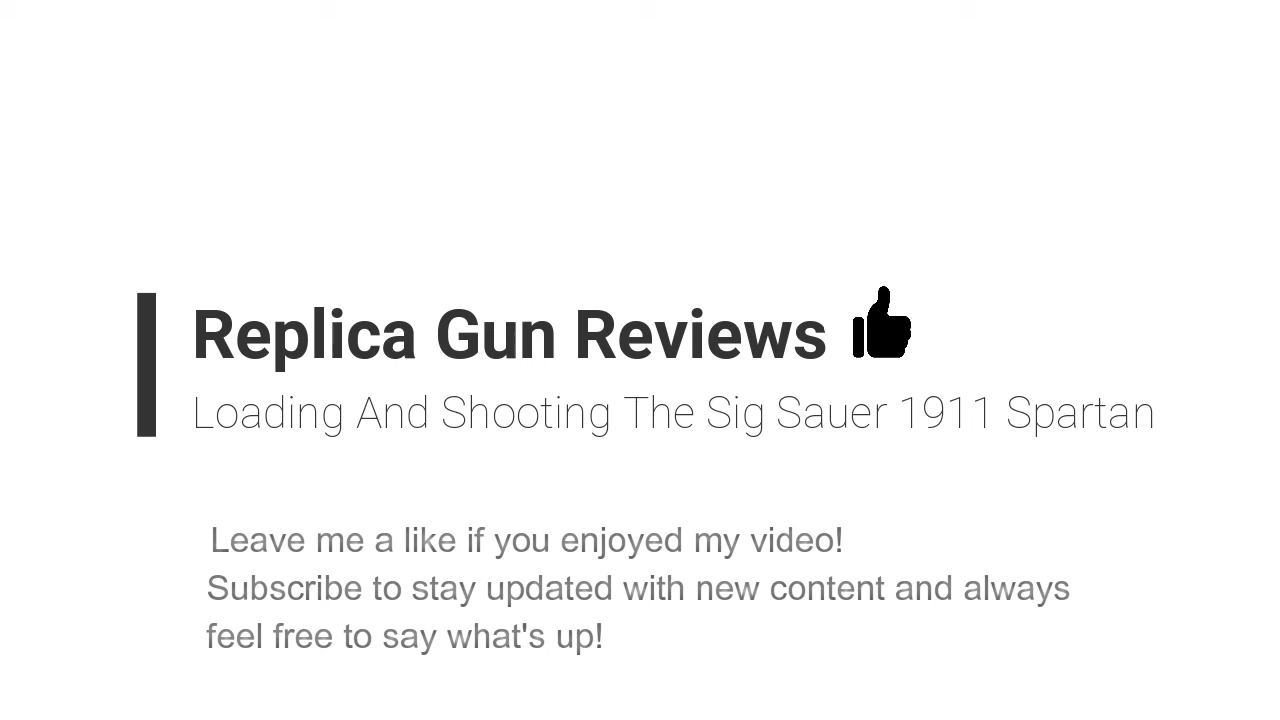 Replica Gun Reviews
Loading And Shooting The Sig Sauer 1911 Spartan
Leave me a like if you enjoyed my video!
Subscribe to stay updated with new content and always
feel free to say what's up!